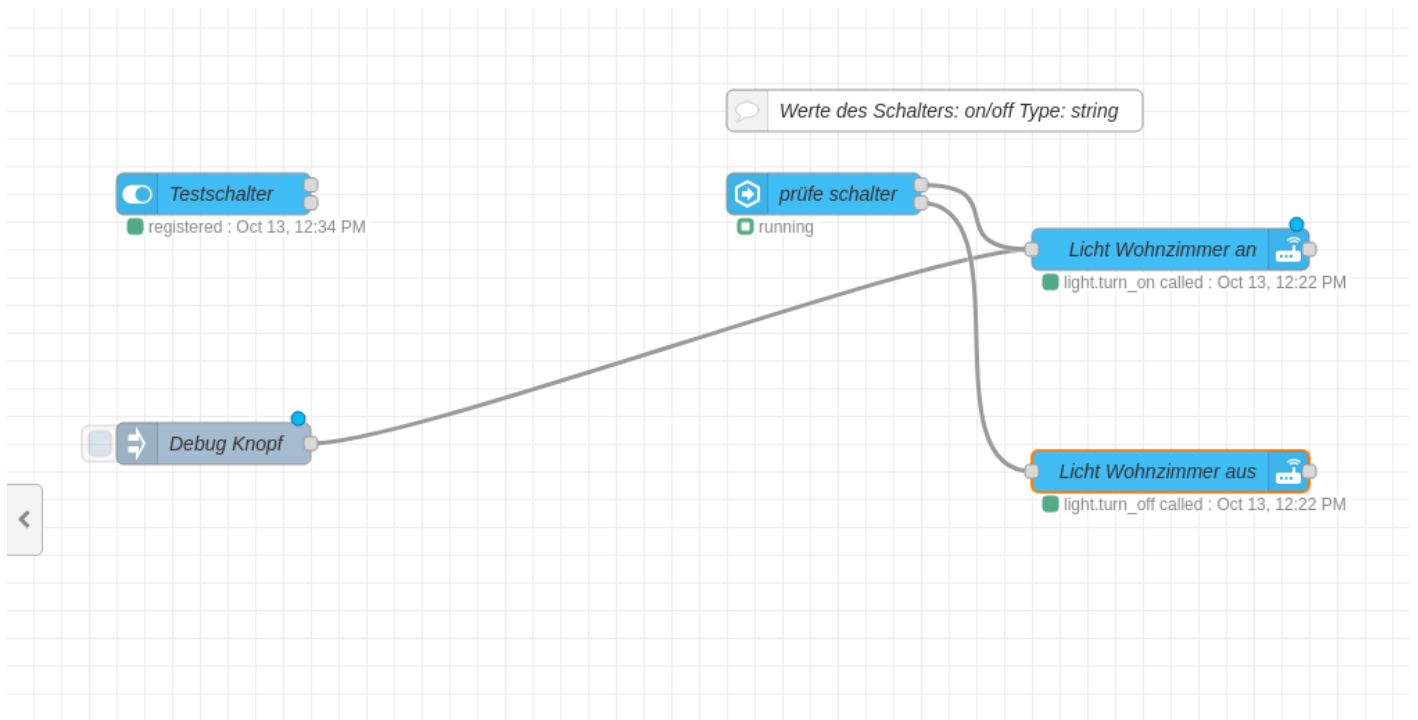 Werte des Schalters: on/off Type: string
Testschalter
registered : Oct 13, 12:34 PM
prüfe schalter
running
Licht Wohnzimmer an
light.turn_on called : Oct 13, 12:22 PM
Debug Knopf
Licht Wohnzimmer aus
light.turn_off called : Oct 13, 12:22 PM